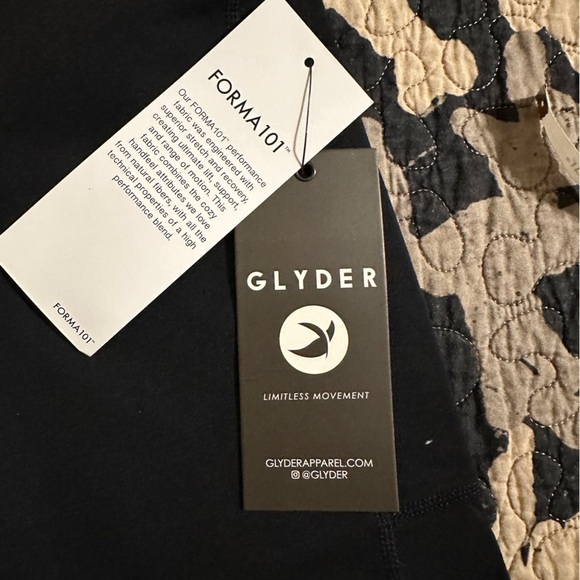 FORMA101™
Our FORMA101™ performance
fabric was engineered with
superior stretch and recovery,
creating ultimate life support,
and range of motion. This
fabric combines the cozy
handfeel attributes we love
from natural fibers, with all the
technical properties of a high
performance blend.
FORMA101™
GLYDER
LIMITLESS MOVEMENT
GLYDERAPPAREL.COM
@GLYDER